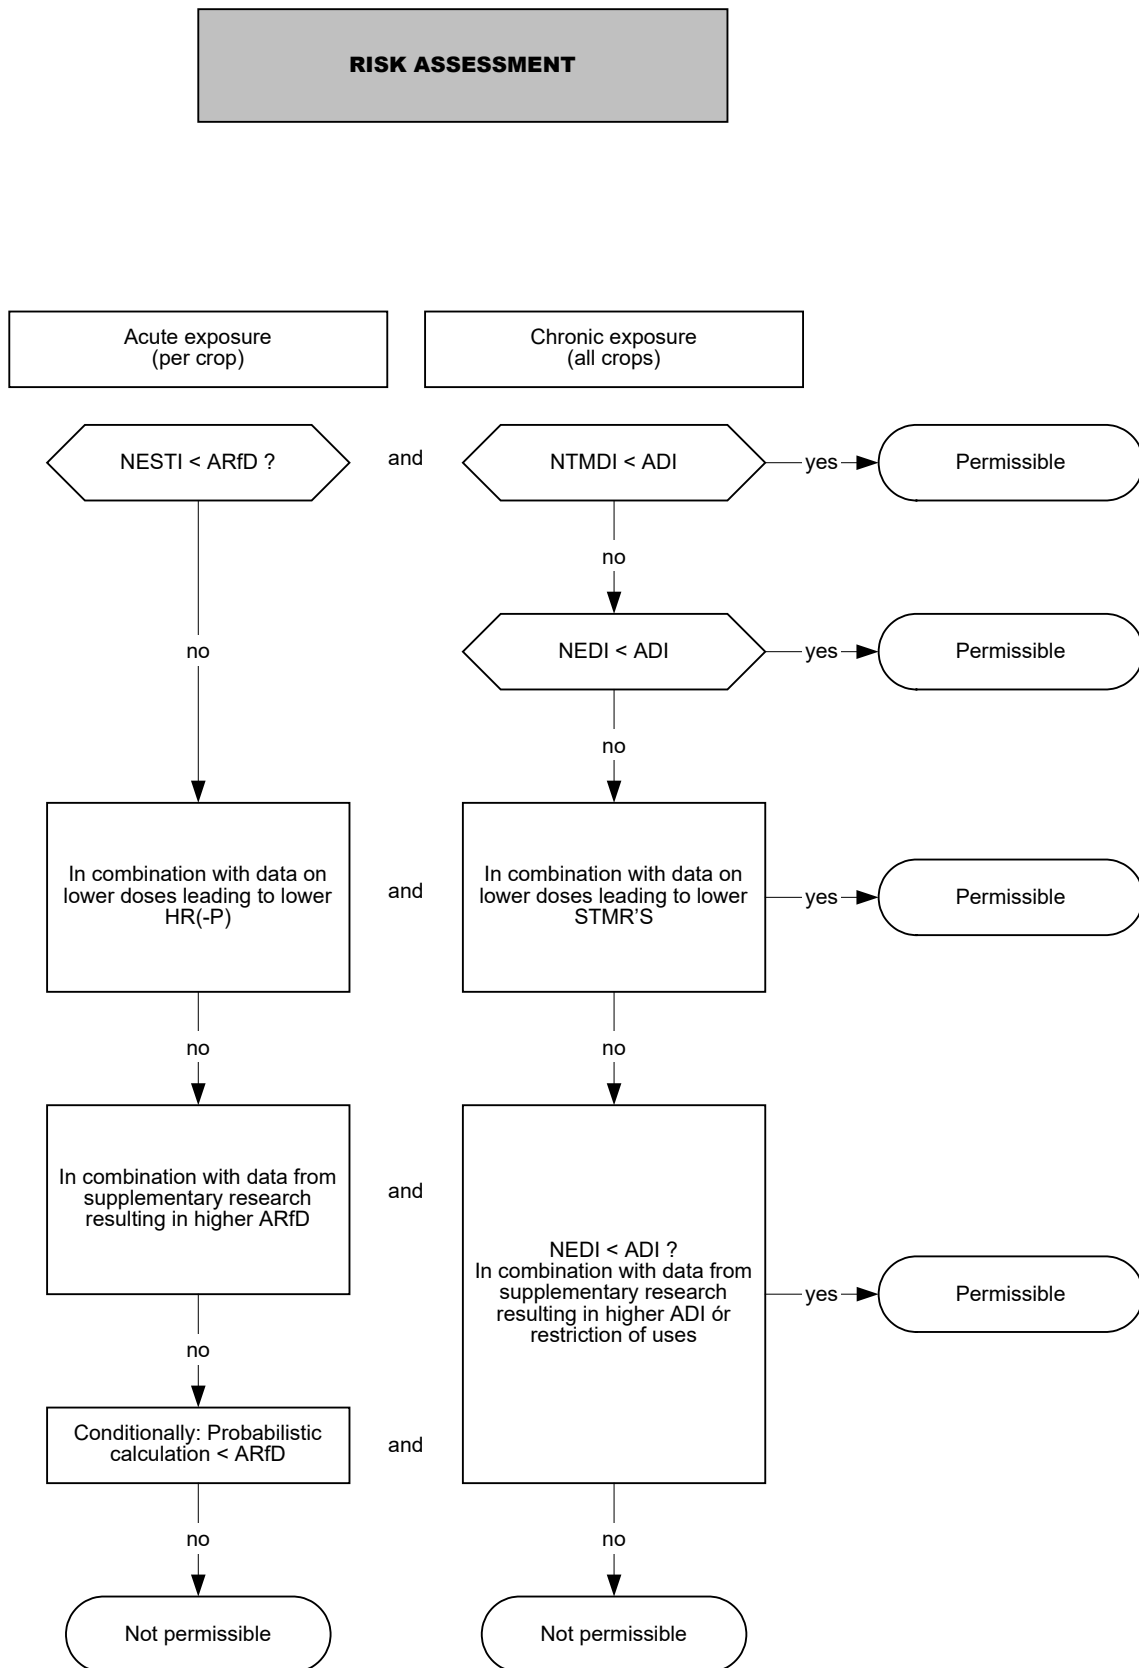 RISK ASSESSMENT
Acute exposure
(per crop)
Chronic exposure
(all crops)
NESTI < ARfD ?
and
NTMDI < ADI
yes
Permissible
no
no
NEDI < ADI
yes
Permissible
no
In combination with data on
lower doses leading to lower
HR(-P)
and
In combination with data on
lower doses leading to lower
STMR'S
yes
Permissible
no
no
In combination with data from
supplementary research
resulting in higher ARfD
and
NEDI < ADI ?
In combination with data from
supplementary research
resulting in higher ADI ór
restriction of uses
yes
Permissible
no
Conditionally: Probabilistic
calculation < ARfD
and
no
no
Not permissible
Not permissible